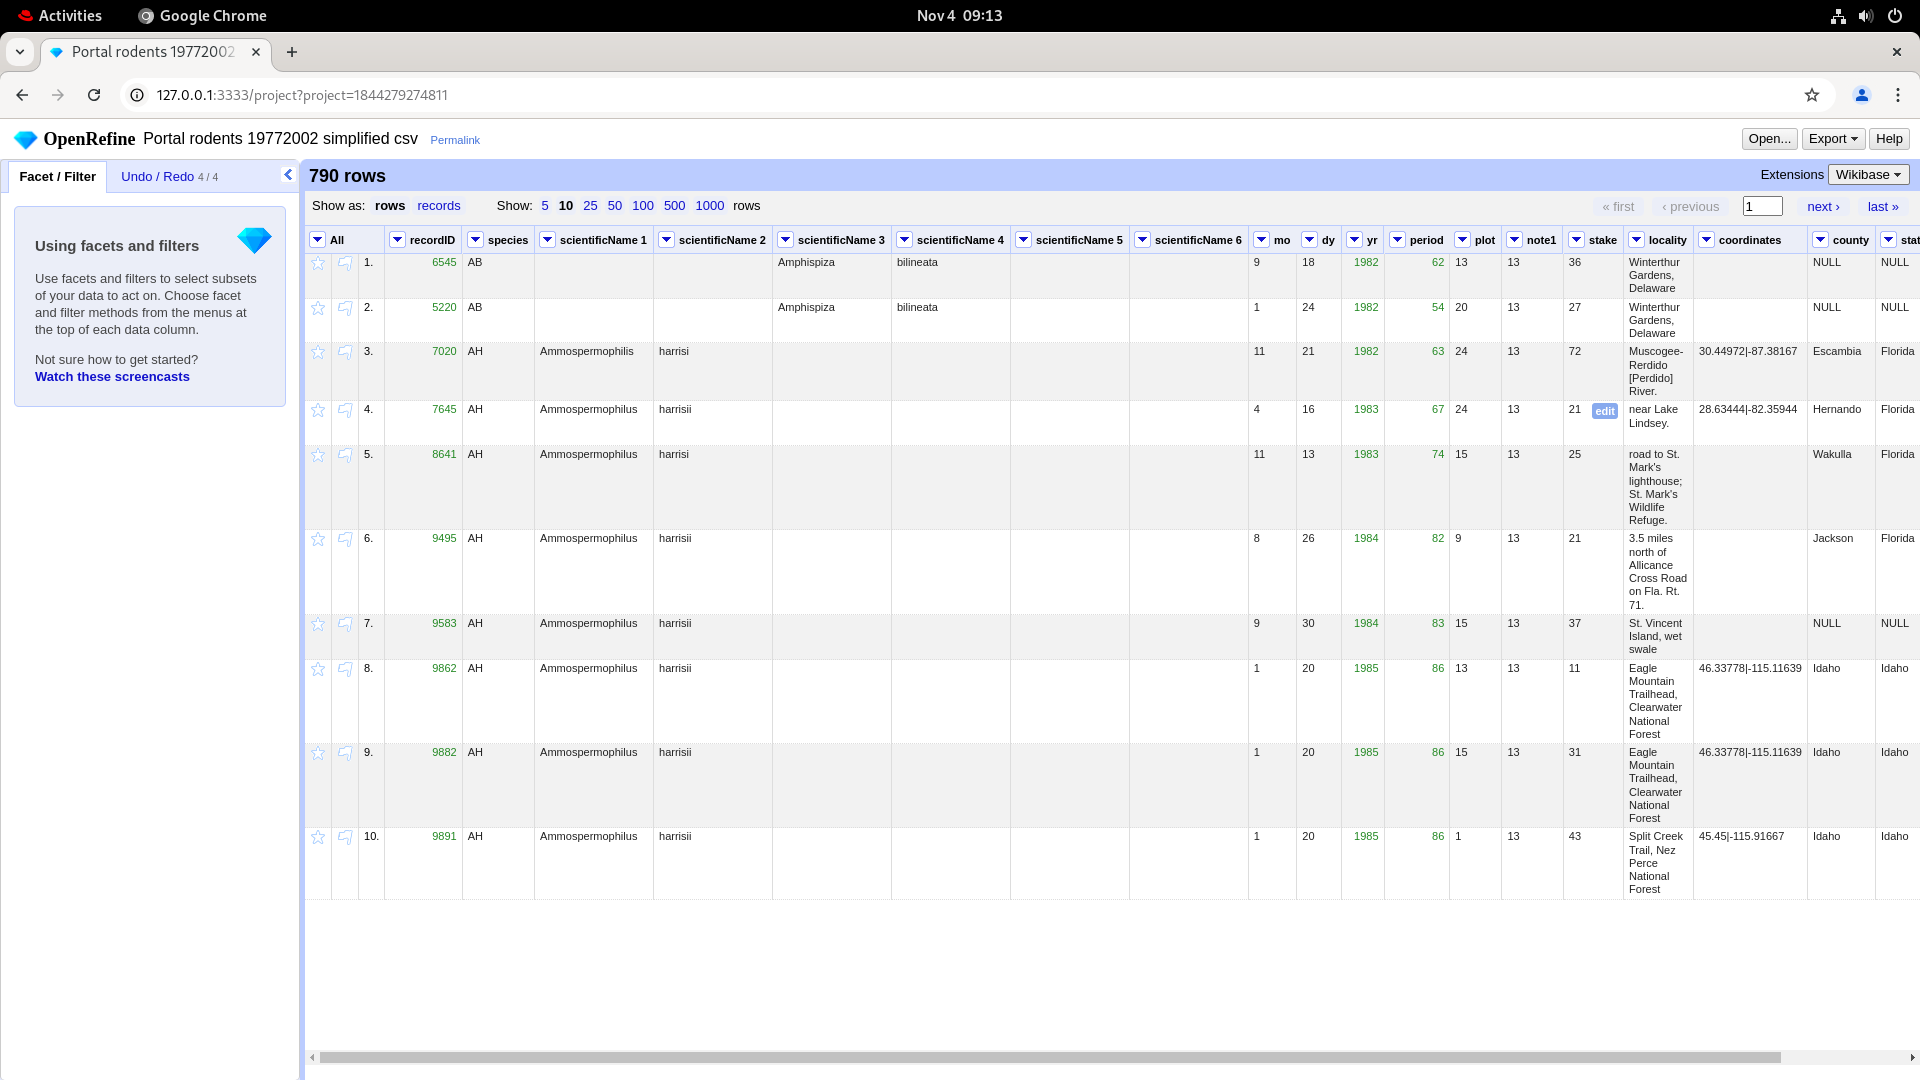 Activities Google Chrome Nov 4 09:13
Portal rodents 19772002
127.0.0.1:3333/project?project=1844279274811
OpenRefine Portal rodents 19772002 simplified csv Permalink Open... Export Help
Facet / Filter Undo / Redo 4 / 4 790 rows Extensions Wikibase
Show as: rows records Show: 5 10 25 50 100 500 1000 rows « first ‹ previous 1 next › last »
Using facets and filters
Use facets and filters to select subsets
of your data to act on. Choose facet
and filter methods from the menus at
the top of each data column.
Not sure how to get started?
Watch these screencasts
All recordID species scientificName 1 scientificName 2 scientificName 3 scientificName 4 scientificName 5 scientificName 6 mo dy yr period plot note1 stake locality coordinates county stat
1. 6545 AB Amphispiza bilineata 9 18 1982 62 13 13 36 Winterthur NULL NULL
Gardens,
Delaware
2. 5220 AB Amphispiza bilineata 1 24 1982 54 20 13 27 Winterthur NULL NULL
Gardens,
Delaware
3. 7020 AH Ammospermophilis harrisi 11 21 1982 63 24 13 72 Muscogee- 30.44972|-87.38167 Escambia Florida
Rerdido
[Perdido]
River.
4. 7645 AH Ammospermophilus harrisii 4 16 1983 67 24 13 21 edit near Lake 28.63444|-82.35944 Hernando Florida
Lindsey.
5. 8641 AH Ammospermophilus harrisi 11 13 1983 74 15 13 25 road to St. Wakulla Florida
Mark's
lighthouse;
St. Mark's
Wildlife
Refuge.
6. 9495 AH Ammospermophilus harrisii 8 26 1984 82 9 13 21 3.5 miles Jackson Florida
north of
Allicance
Cross Road
on Fla. Rt.
71.
7. 9583 AH Ammospermophilus harrisii 9 30 1984 83 15 13 37 St. Vincent NULL NULL
Island, wet
swale
8. 9862 AH Ammospermophilus harrisii 1 20 1985 86 13 13 11 Eagle 46.33778|-115.11639 Idaho Idaho
Mountain
Trailhead,
Clearwater
National
Forest
9. 9882 AH Ammospermophilus harrisii 1 20 1985 86 15 13 31 Eagle 46.33778|-115.11639 Idaho Idaho
Mountain
Trailhead,
Clearwater
National
Forest
10. 9891 AH Ammospermophilus harrisii 1 20 1985 86 1 13 43 Split Creek 45.45|-115.91667 Idaho Idaho
Trail, Nez
Perce
National
Forest